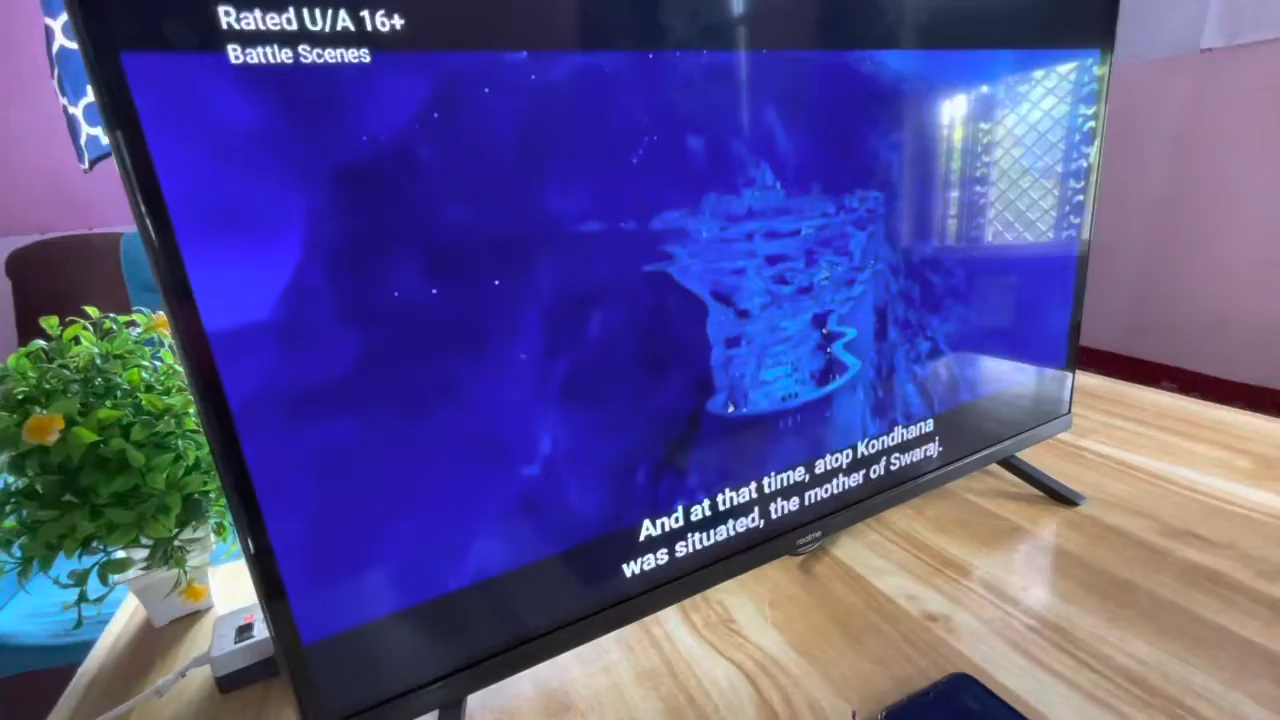 Rated U/A 16+
Battle Scenes
And at that time, atop Kondhana
was situated, the mother of Swaraj.
realme